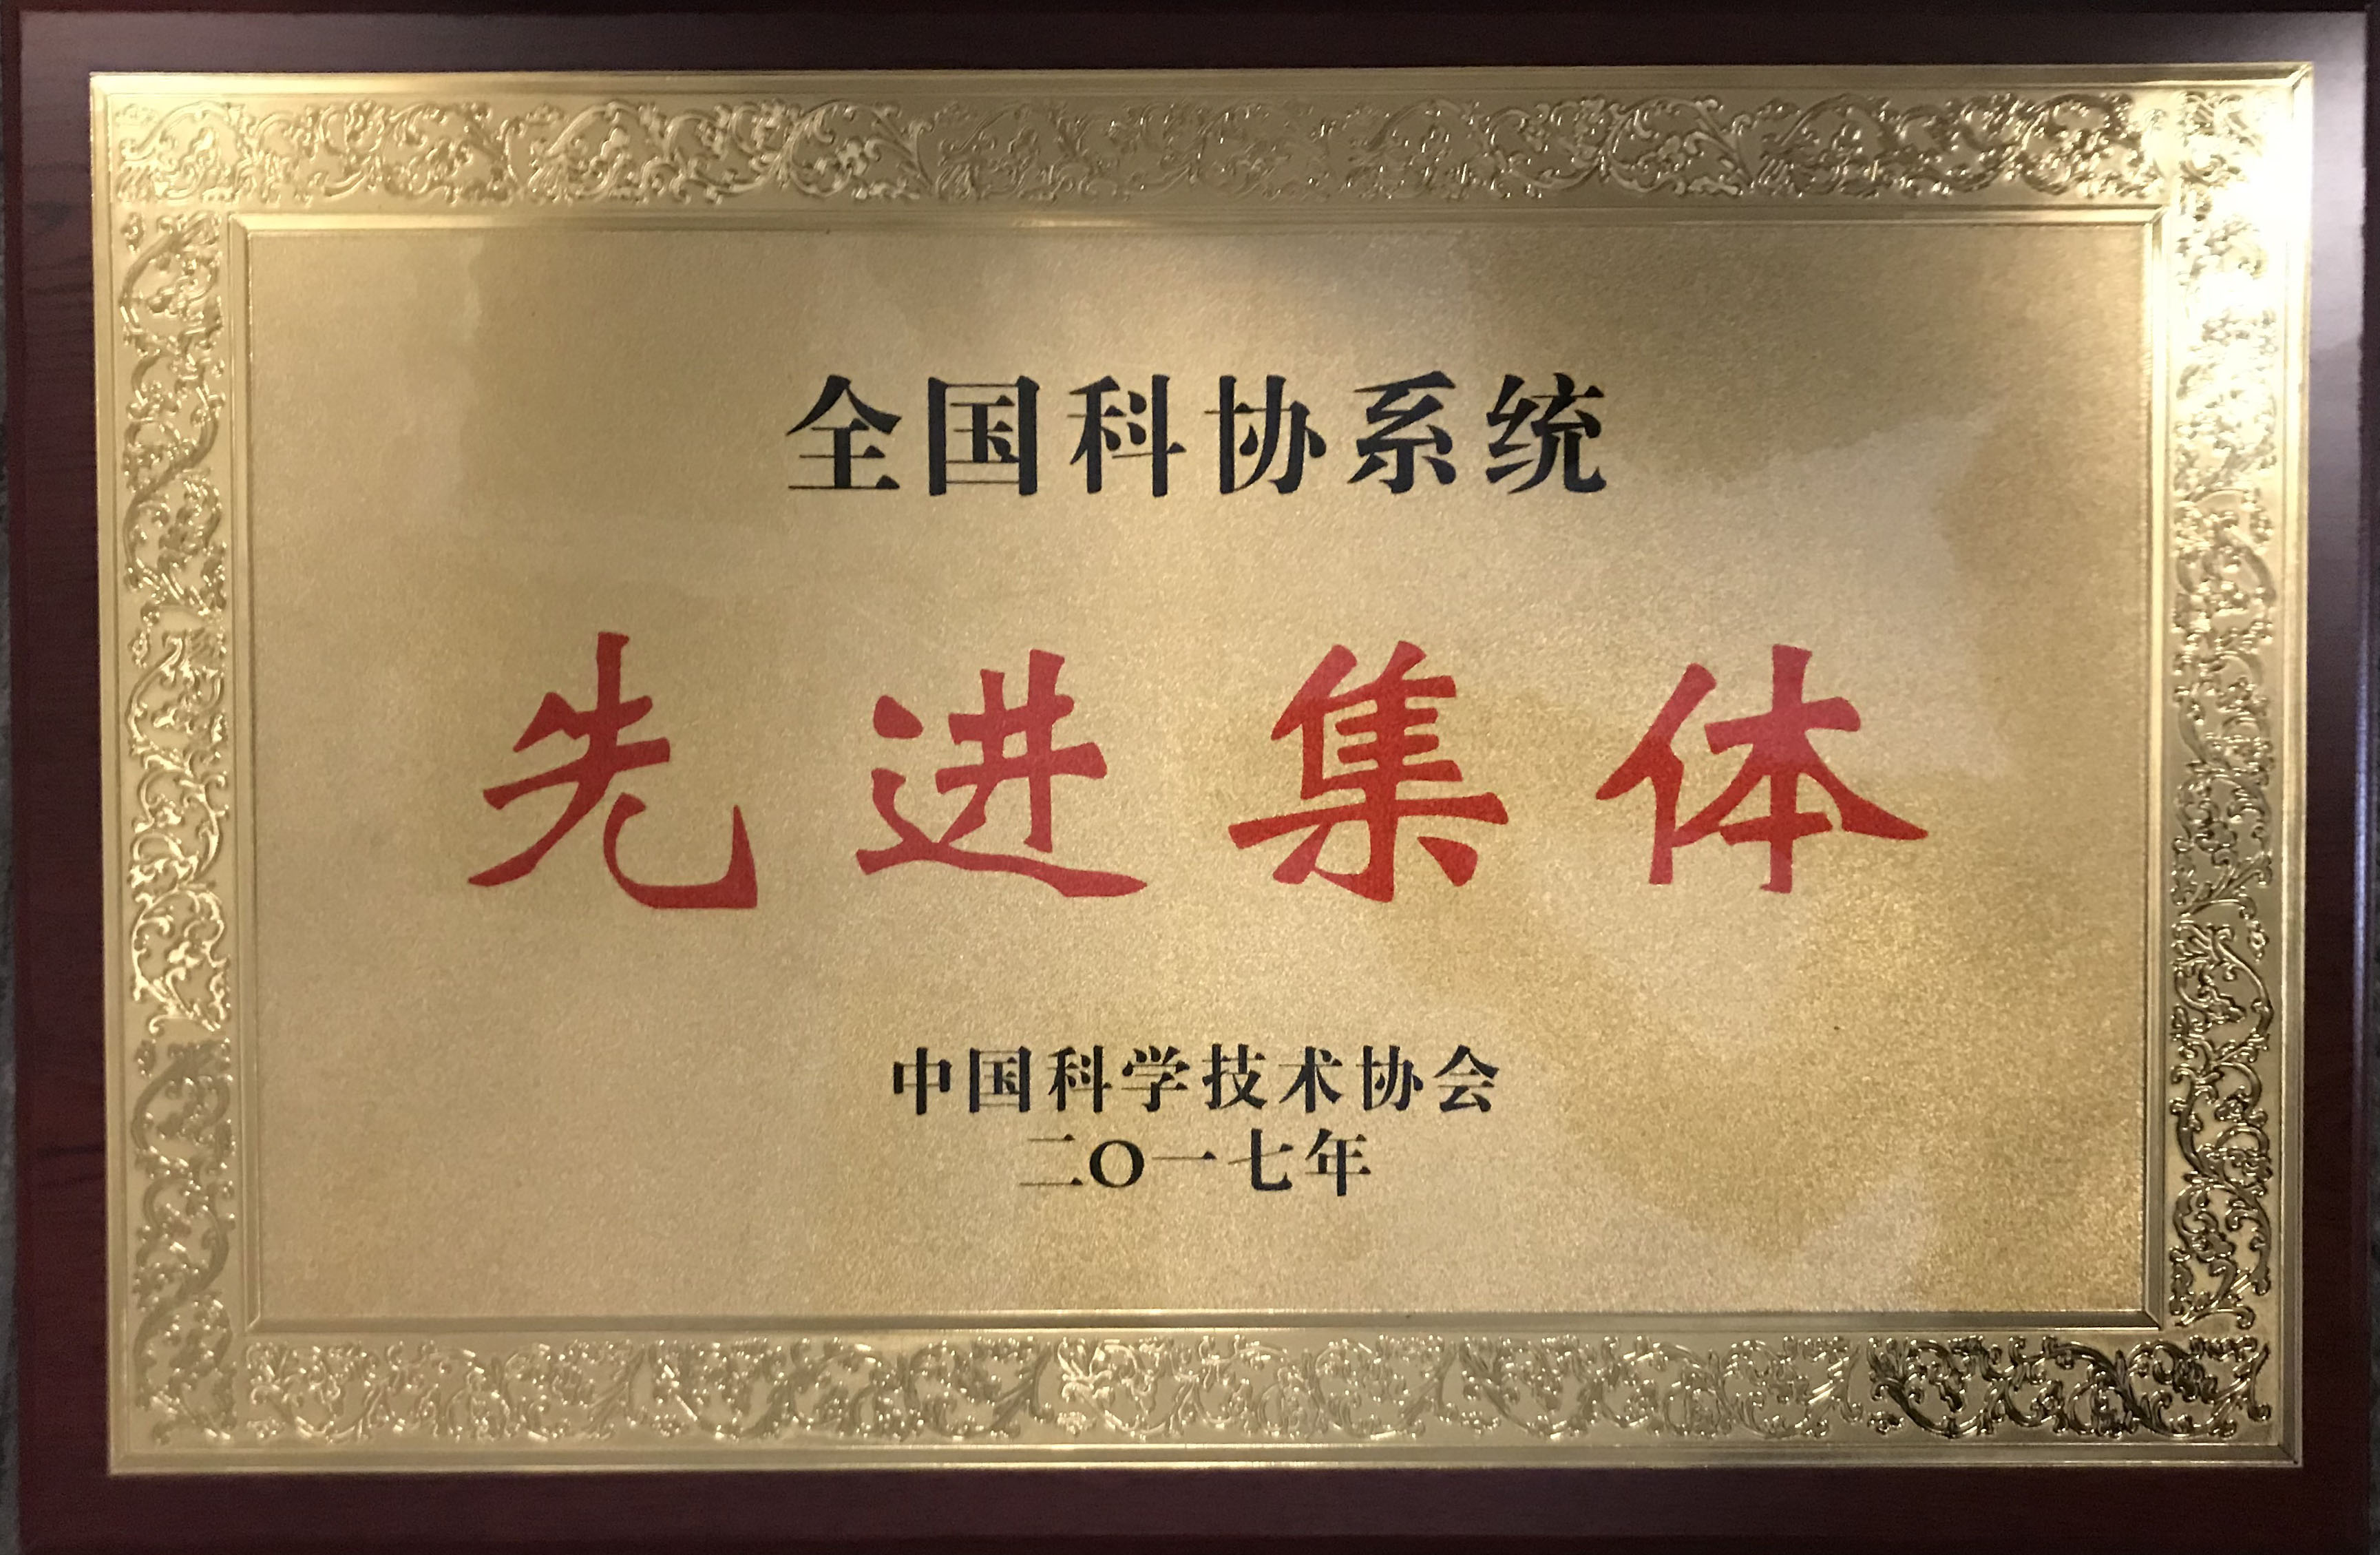 全国科协系统
先进集体
中国科学技术协会
二〇一七年